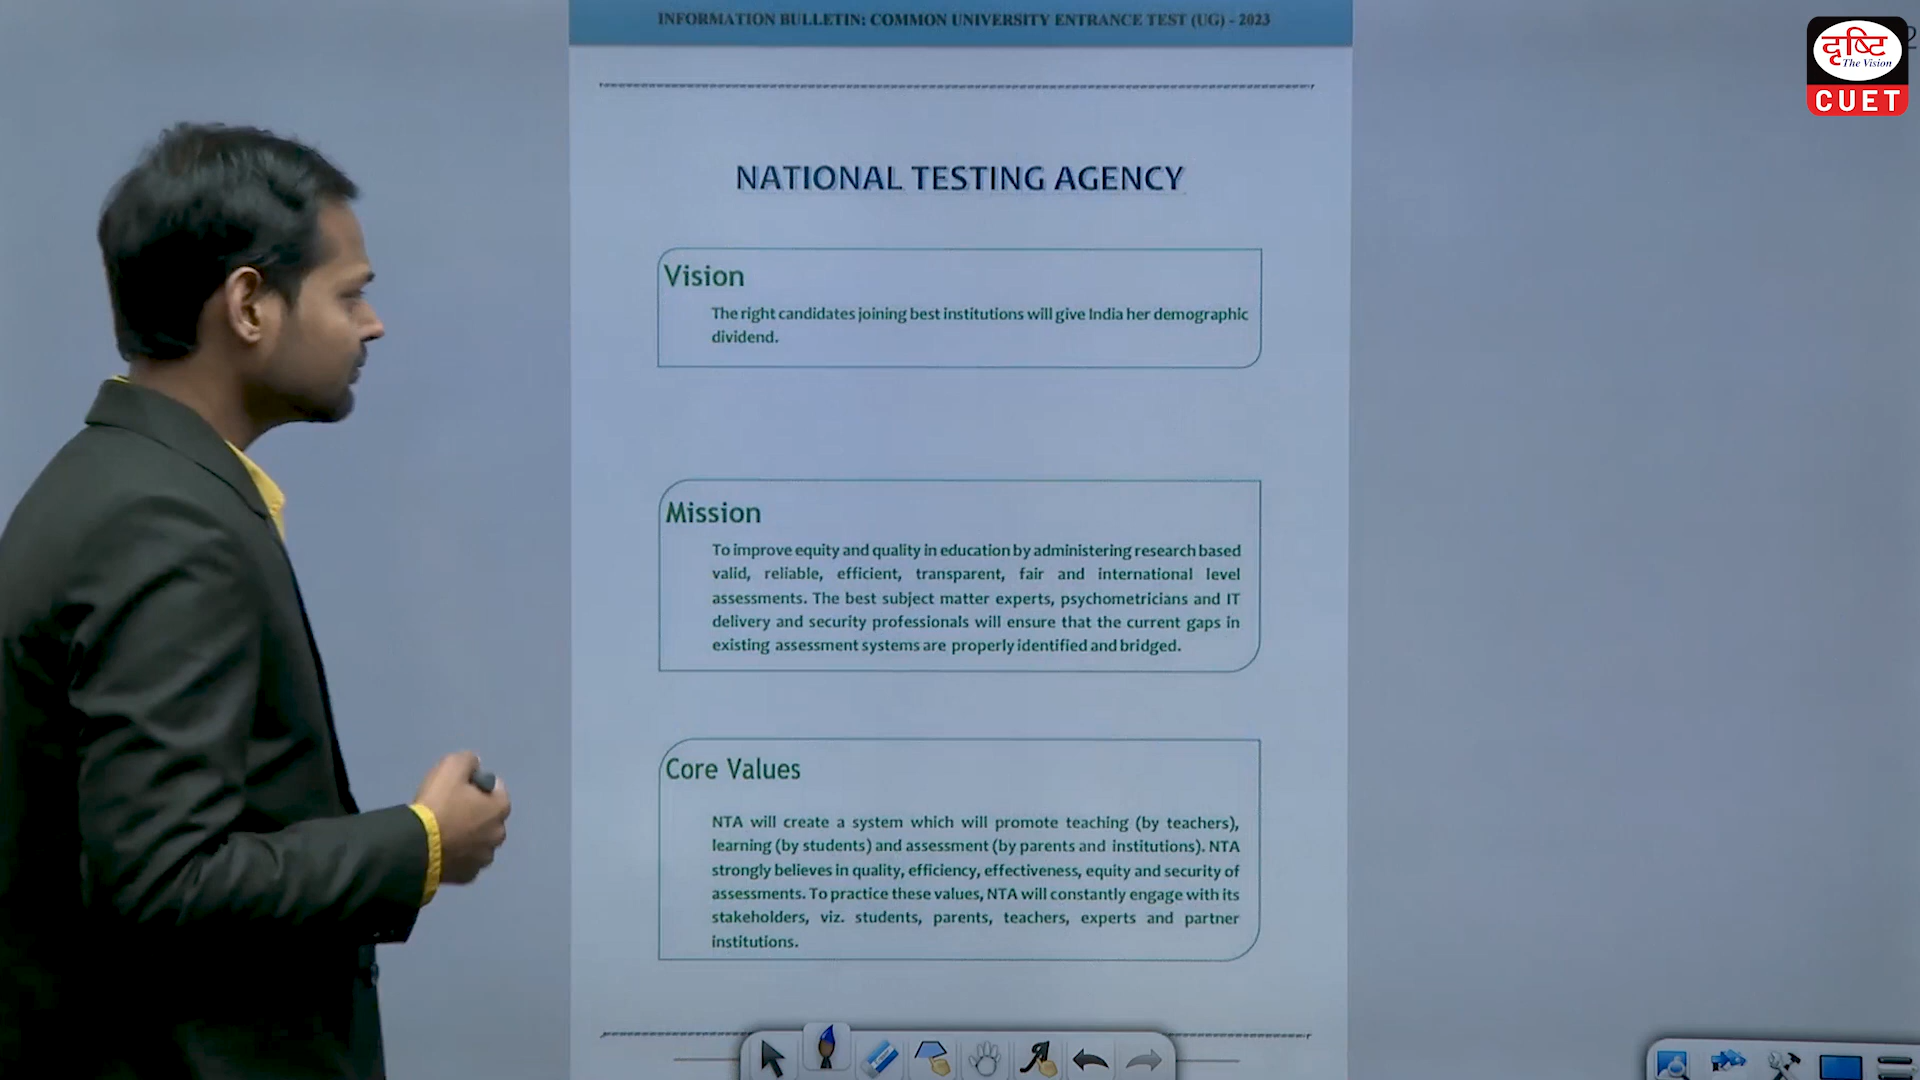 INFORMATION BULLETIN: COMMON UNIVERSITY ENTRANCE TEST (UG) - 2023
दृष्टि
The Vision
CUET
2
NATIONAL TESTING AGENCY
Vision
The right candidates joining best institutions will give India her demographic
dividend.
Mission
To improve equity and quality in education by administering research based
valid, reliable, efficient, transparent, fair and international level
assessments. The best subject matter experts, psychometricians and IT
delivery and security professionals will ensure that the current gaps in
existing assessment systems are properly identified and bridged.
Core Values
NTA will create a system which will promote teaching (by teachers),
learning (by students) and assessment (by parents and institutions). NTA
strongly believes in quality, efficiency, effectiveness, equity and security of
assessments. To practice these values, NTA will constantly engage with its
stakeholders, viz. students, parents, teachers, experts and partner
institutions.